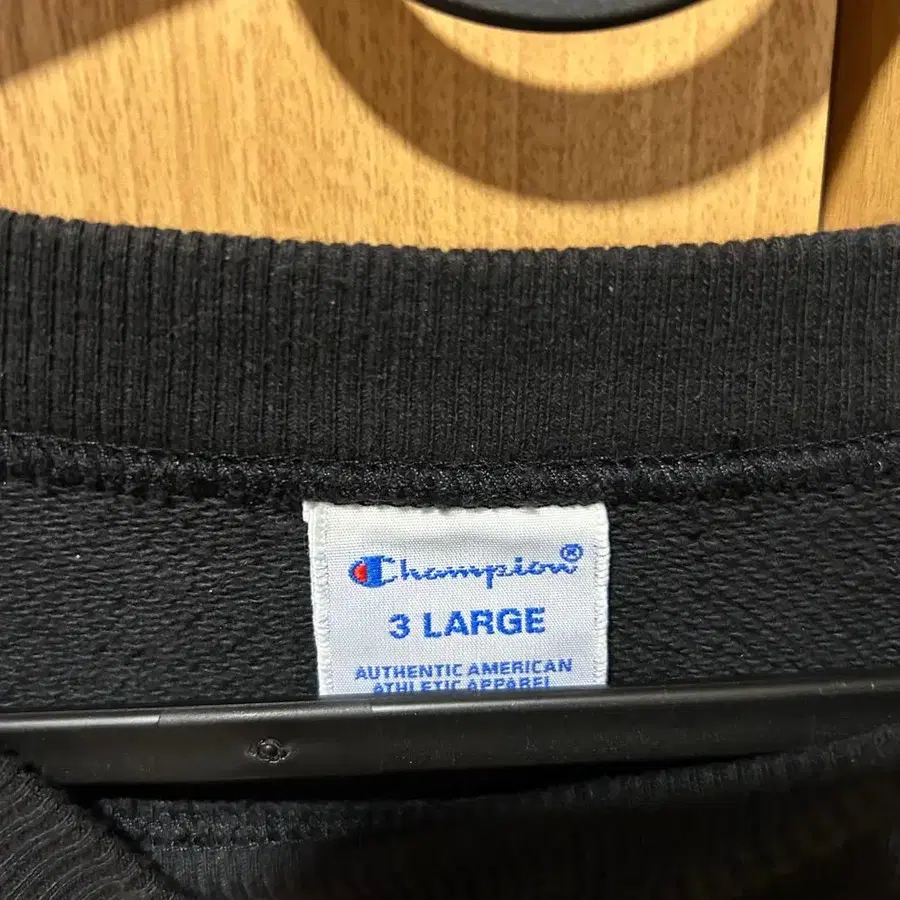 Champion®
3 LARGE
AUTHENTIC AMERICAN
ATHLETIC APPAREL